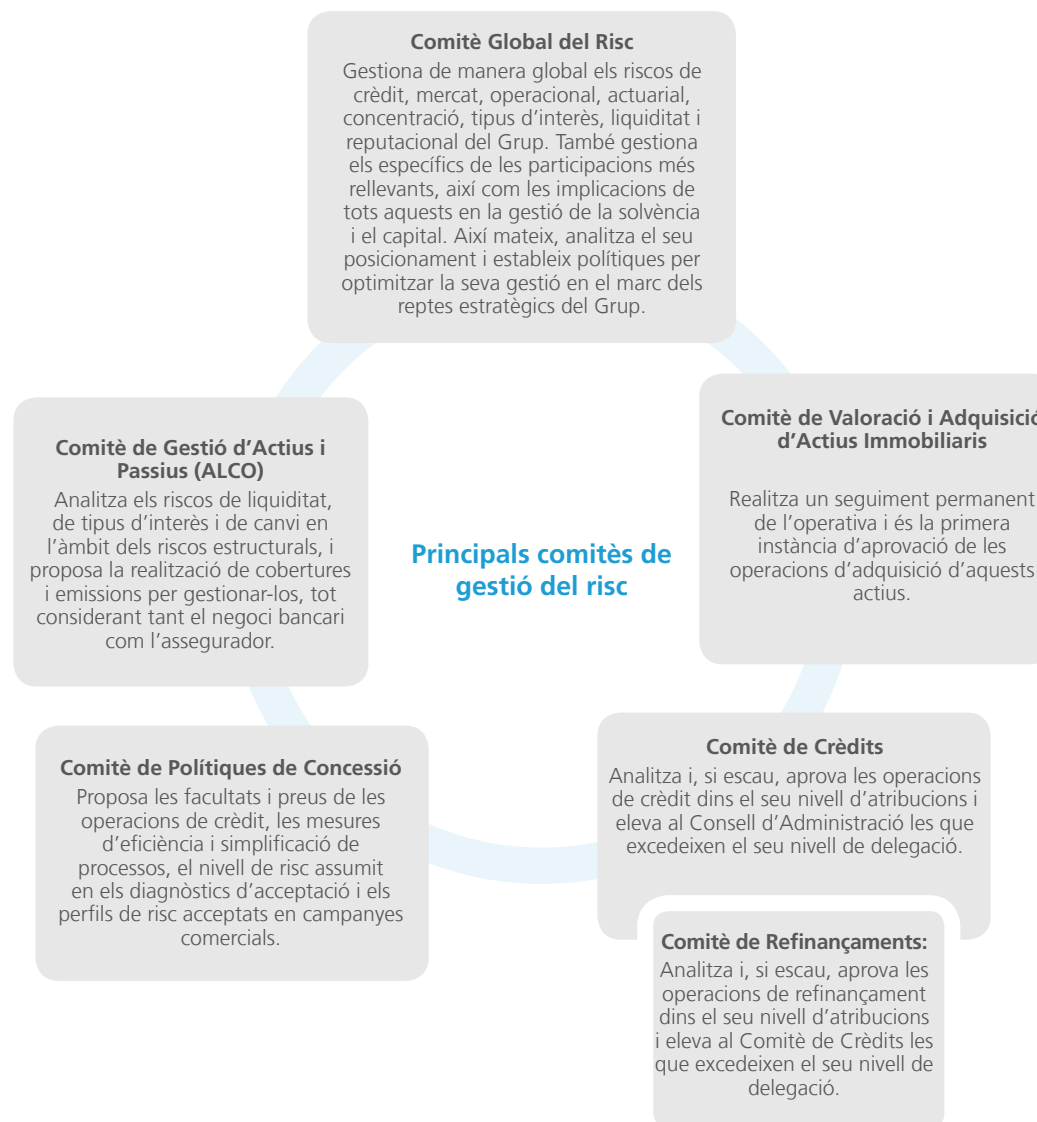 Comitè Global del Risc
Gestiona de manera global els riscos de
crèdit, mercat, operacional, actuarial,
concentració, tipus d’interès, liquiditat i
reputacional del Grup. També gestiona
els específics de les participacions més
rellevants, així com les implicacions de
tots aquests en la gestió de la solvència
i el capital. Així mateix, analitza el seu
posicionament i estableix polítiques per
optimitzar la seva gestió en el marc dels
reptes estratègics del Grup.
Comitè de Gestió d’Actius i
Passius (ALCO)
Analitza els riscos de liquiditat,
de tipus d’interès i de canvi en
l’àmbit dels riscos estructurals, i
proposa la realització de cobertures
i emissions per gestionar-los, tot
considerant tant el negoci bancari
com l’assegurador.
Principals comitès de
gestió del risc
Comitè de Valoració i Adquisició
d’Actius Immobiliaris
Realitza un seguiment permanent
de l’operativa i és la primera
instància d’aprovació de les
operacions d’adquisició d’aquests
actius.
Comitè de Polítiques de Concessió
Proposa les facultats i preus de les
operacions de crèdit, les mesures
d’eficiència i simplificació de
processos, el nivell de risc assumit
en els diagnòstics d’acceptació i els
perfils de risc acceptats en campanyes
comercials.
Comitè de Crèdits
Analitza i, si escau, aprova les operacions
de crèdit dins el seu nivell d’atribucions i
eleva al Consell d’Administració les que
excedeixen el seu nivell de delegació.
Comitè de Refinançaments:
Analitza i, si escau, aprova les
operacions de refinançament
dins el seu nivell d’atribucions
i eleva al Comitè de Crèdits les
que excedeixen el seu nivell de
delegació.